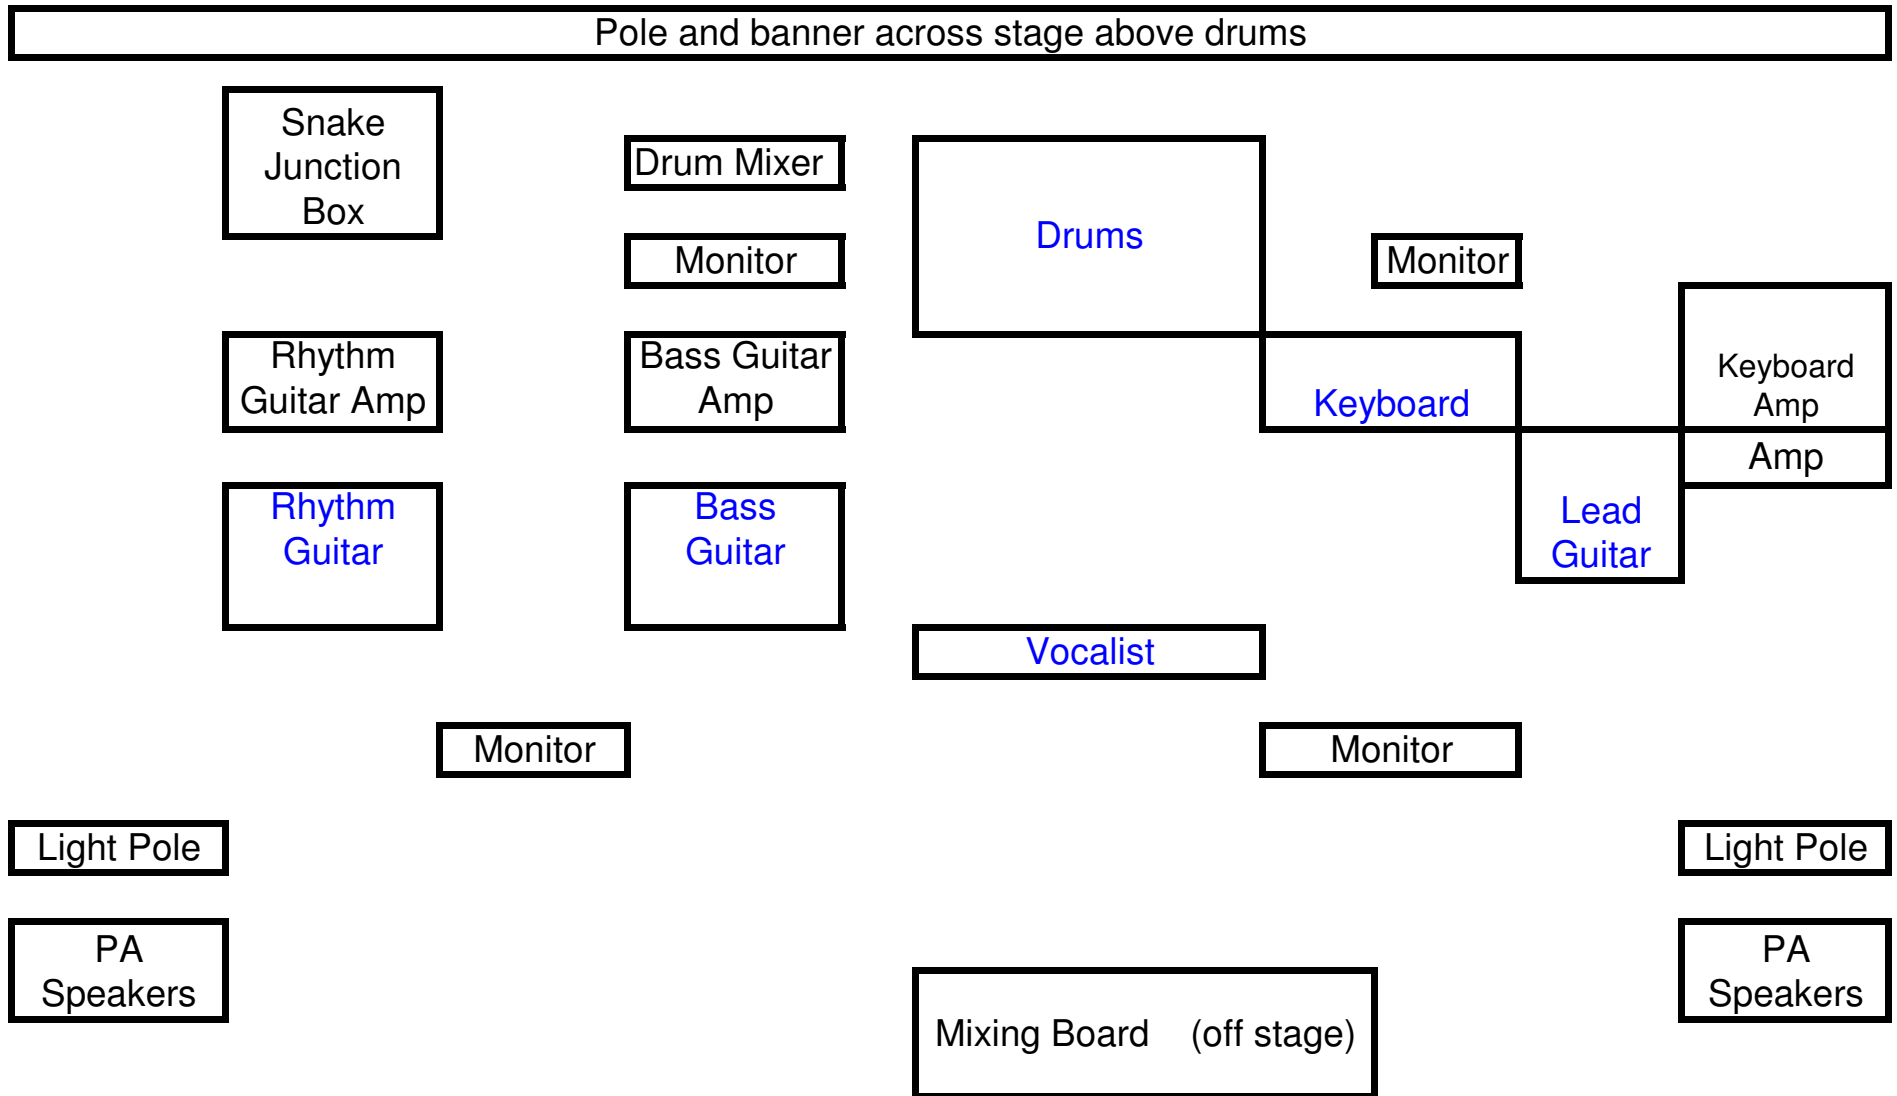 Pole and banner across stage above drums
Snake
Junction
Box
Drum Mixer
Drums
Monitor
Monitor
Rhythm
Guitar Amp
Bass Guitar
Amp
Keyboard
Keyboard
Amp
Amp
Rhythm
Guitar
Bass
Guitar
Lead
Guitar
Vocalist
Monitor
Monitor
Light Pole
Light Pole
PA
Speakers
PA
Speakers
Mixing Board (off stage)